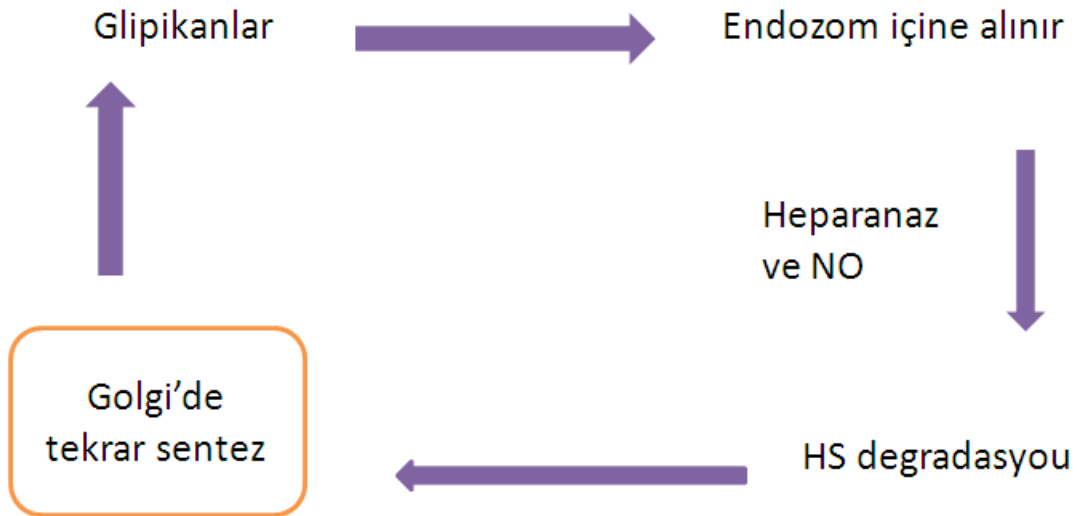 Glipikanlar
Endozom içine alınır
Heparanaz
ve NO
Golgi’de
tekrar sentez
HS degradasyou